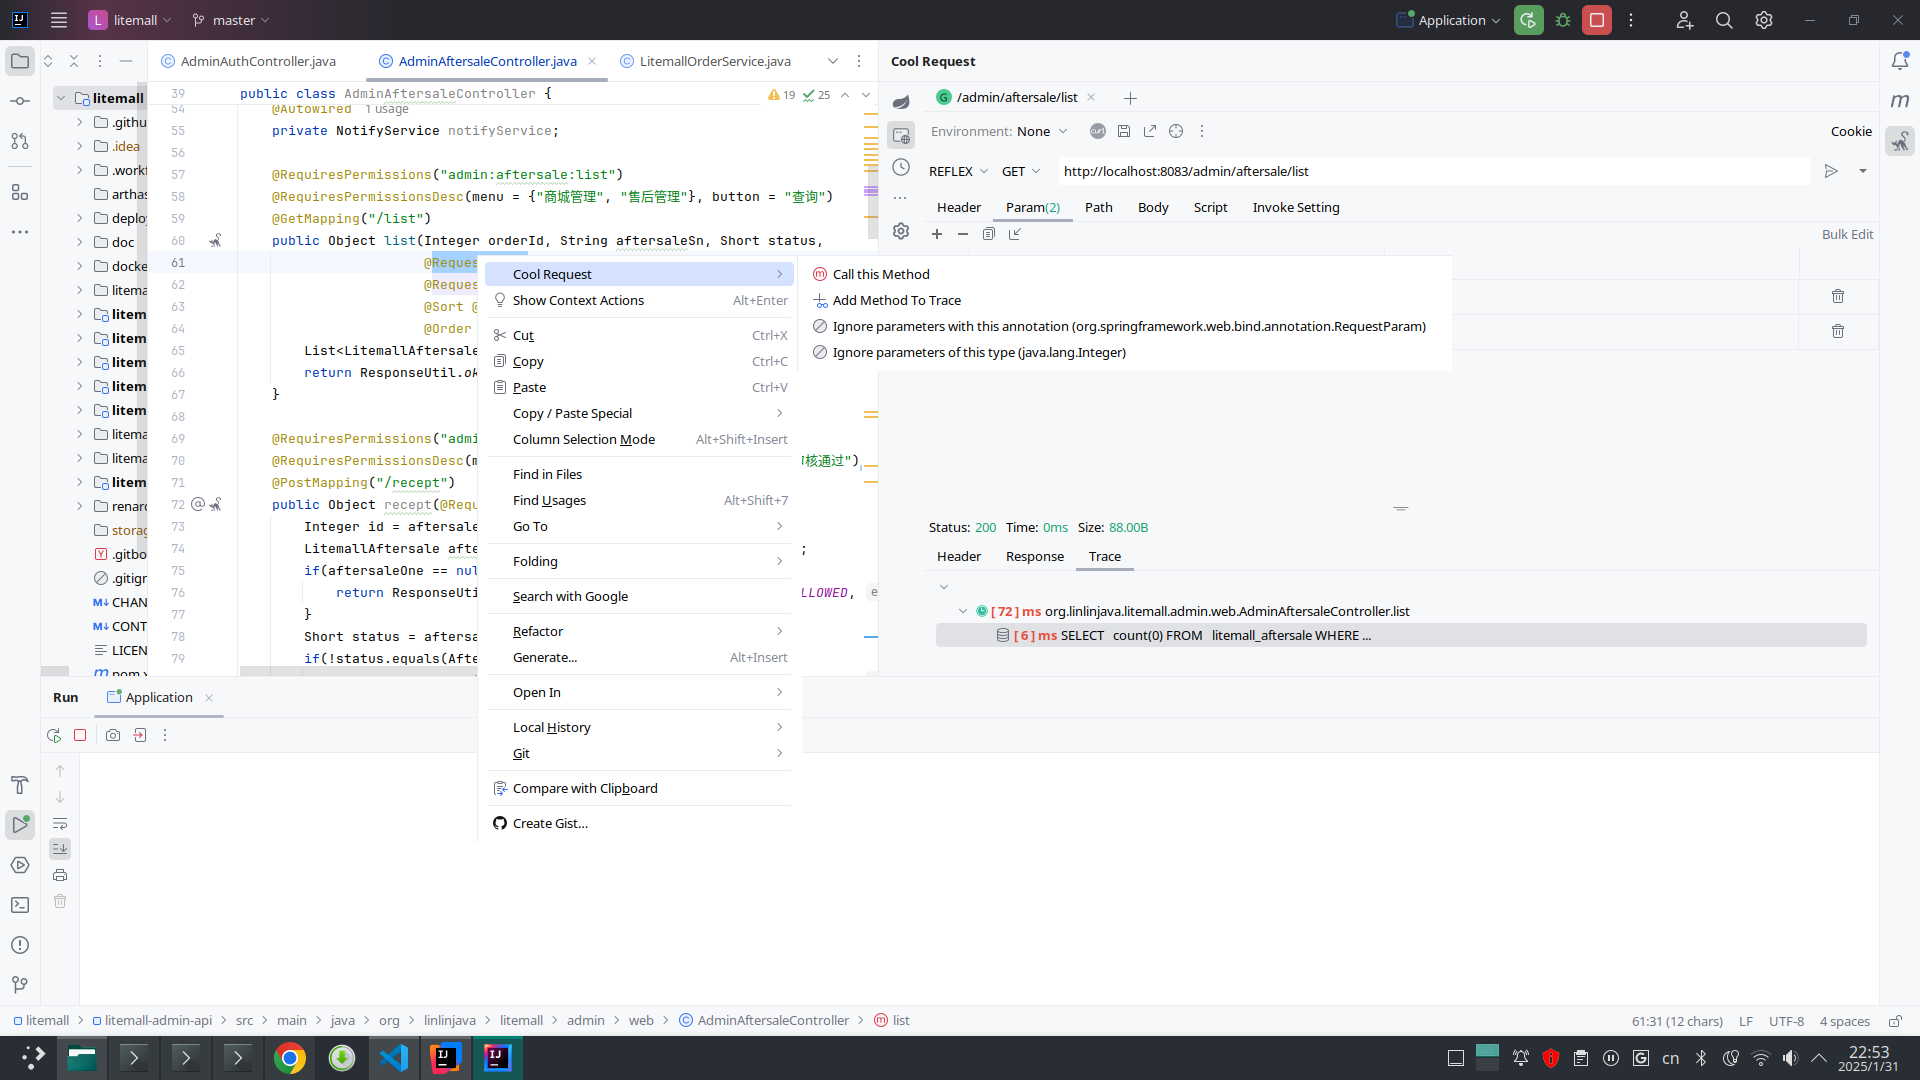 L litemall master Application
AdminAuthController.java AdminAftersaleController.java LitemallOrderService.java Cool Request
litemall
.githu
.idea
.workf
arthas
deploy
doc
docke
litema
litem
litem
litem
litem
litem
litema
litema
litem
renard
storag
.gitbo
.gitign
CHAN
CONT
LICEN
pom.x
39 public class AdminAftersaleController { 19 25
54 @Autowired 1 usage
55 private NotifyService notifyService;
56
57 @RequiresPermissions("admin:aftersale:list")
58 @RequiresPermissionsDesc(menu = {"商城管理", "售后管理"}, button = "查询")
59 @GetMapping("/list")
60 public Object list(Integer orderId, String aftersaleSn, Short status,
61 @Reques
62 @Reques
63 @Sort @
64 @Order
65 List<LitemallAftersale
66 return ResponseUtil.ok
67 }
68
69 @RequiresPermissions("admi
70 @RequiresPermissionsDesc(m 核通过"),
71 @PostMapping("/recept")
72 public Object recept(@Requ
73 Integer id = aftersale
74 LitemallAftersale afte ;
75 if(aftersaleOne == nul
76 return ResponseUti LLOWED, e
77 }
78 Short status = aftersa
79 if(!status.equals(Afte
Cool Request
Show Context Actions Alt+Enter
Cut Ctrl+X
Copy Ctrl+C
Paste Ctrl+V
Copy / Paste Special
Column Selection Mode Alt+Shift+Insert
Find in Files
Find Usages Alt+Shift+7
Go To
Folding
Search with Google
Refactor
Generate... Alt+Insert
Open In
Local History
Git
Compare with Clipboard
Create Gist...
Call this Method
Add Method To Trace
Ignore parameters with this annotation (org.springframework.web.bind.annotation.RequestParam)
Ignore parameters of this type (java.lang.Integer)
G /admin/aftersale/list
Environment: None curl Cookie
REFLEX GET http://localhost:8083/admin/aftersale/list
Header Param(2) Path Body Script Invoke Setting
Bulk Edit
Status: 200 Time: 0ms Size: 88.00B
Header Response Trace
[ 72 ] ms org.linlinjava.litemall.admin.web.AdminAftersaleController.list
[ 6 ] ms SELECT count(0) FROM litemall_aftersale WHERE ...
Run Application
litemall litemall-admin-api src main java org linlinjava litemall admin web AdminAftersaleController list
61:31 (12 chars) LF UTF-8 4 spaces
cn 22:53
2025/1/31